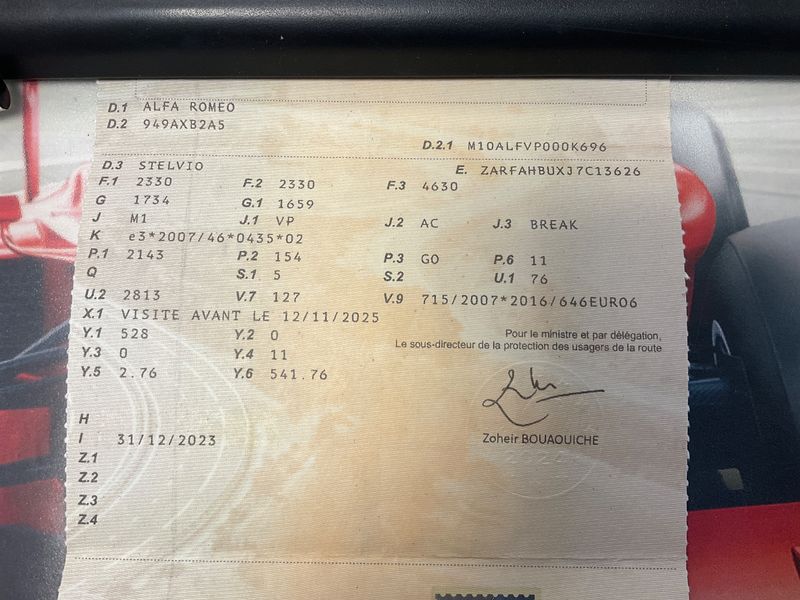 D.1 ALFA ROMEO
D.2 949AXB2A5
D.2.1 M10ALFVP000K696
D.3 STELVIO
E. ZARFAHBUXJ7C13626
F.1 2330 F.2 2330 F.3 4630
G 1734 G.1 1659
J M1 J.1 VP J.2 AC J.3 BREAK
K e3*2007/46*0435*02
P.1 2143 P.2 154 P.3 GO P.6 11
Q S.1 5 S.2 U.1 76
U.2 2813 V.7 127 V.9 715/2007*2016/646EURO6
X.1 VISITE AVANT LE 12/11/2025
Y.1 528 Y.2 0
Y.3 0 Y.4 11
Y.5 2.76 Y.6 541.76
Pour le ministre et par délégation,
Le sous-directeur de la protection des usagers de la route
Zoheir BOUAOUICHE
H
I 31/12/2023
Z.1
Z.2
Z.3
Z.4